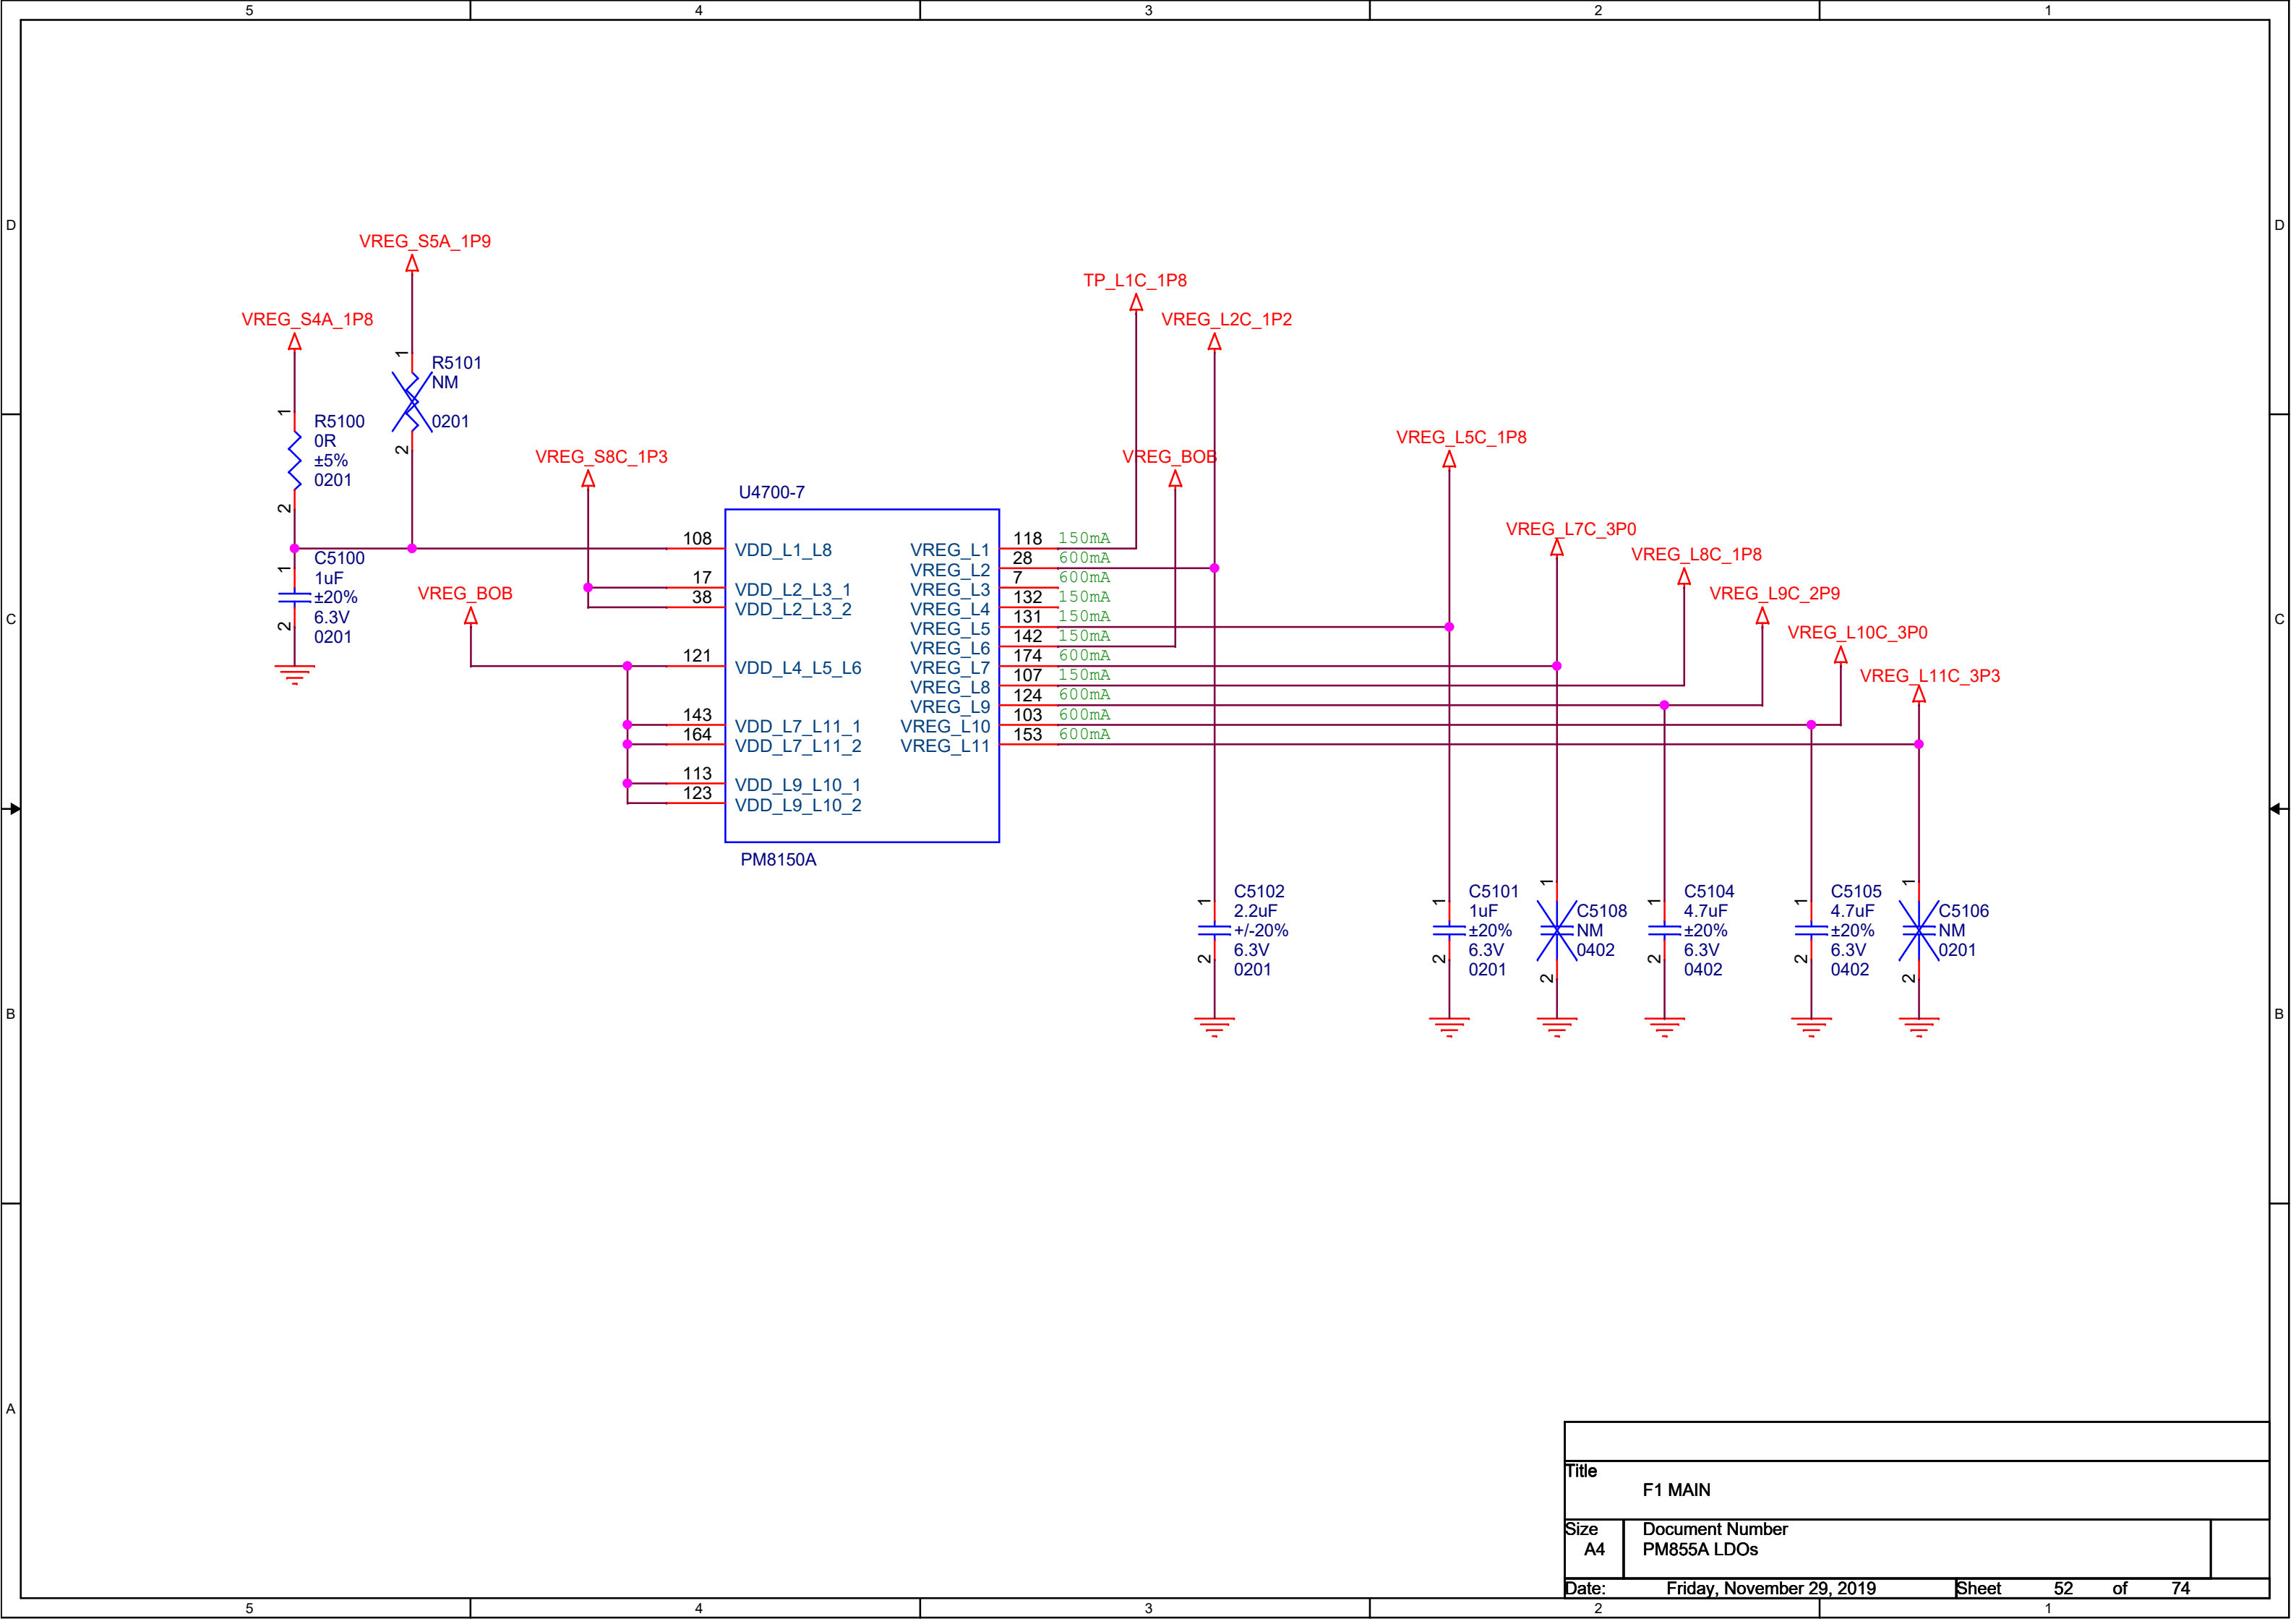 5 4 3 2 1
D D
VREG_S5A_1P9
TP_L1C_1P8
VREG_S4A_1P8
VREG_L2C_1P2
1
R5101
NM
0201
2
1
R5100
0R
±5%
0201
2
VREG_S8C_1P3
VREG_BOB
VREG_L5C_1P8
U4700-7
VREG_L7C_3P0
VREG_L8C_1P8
VREG_L9C_2P9
VREG_L10C_3P0
VREG_L11C_3P3
1
C5100
1uF
±20%
6.3V
0201
2
VREG_BOB
C C
108 VDD_L1_L8
17 VDD_L2_L3_1
38 VDD_L2_L3_2
121 VDD_L4_L5_L6
143 VDD_L7_L11_1
164 VDD_L7_L11_2
113 VDD_L9_L10_1
123 VDD_L9_L10_2
VREG_L1 118 150mA
VREG_L2 28 600mA
VREG_L3 7 600mA
VREG_L4 132 150mA
VREG_L5 131 150mA
VREG_L6 142 150mA
VREG_L7 174 600mA
VREG_L8 107 150mA
VREG_L9 124 600mA
VREG_L10 103 600mA
VREG_L11 153 600mA
PM8150A
1
C5102
2.2uF
+/-20%
6.3V
0201
2
1
C5101
1uF
±20%
6.3V
0201
2
1
C5108
NM
0402
2
1
C5104
4.7uF
±20%
6.3V
0402
2
1
C5105
4.7uF
±20%
6.3V
0402
2
1
C5106
NM
0201
2
B B
A
Title
F1 MAIN
Size Document Number
A4 PM855A LDOs
Date: Friday, November 29, 2019 Sheet 52 of 74
5 4 3 2 1